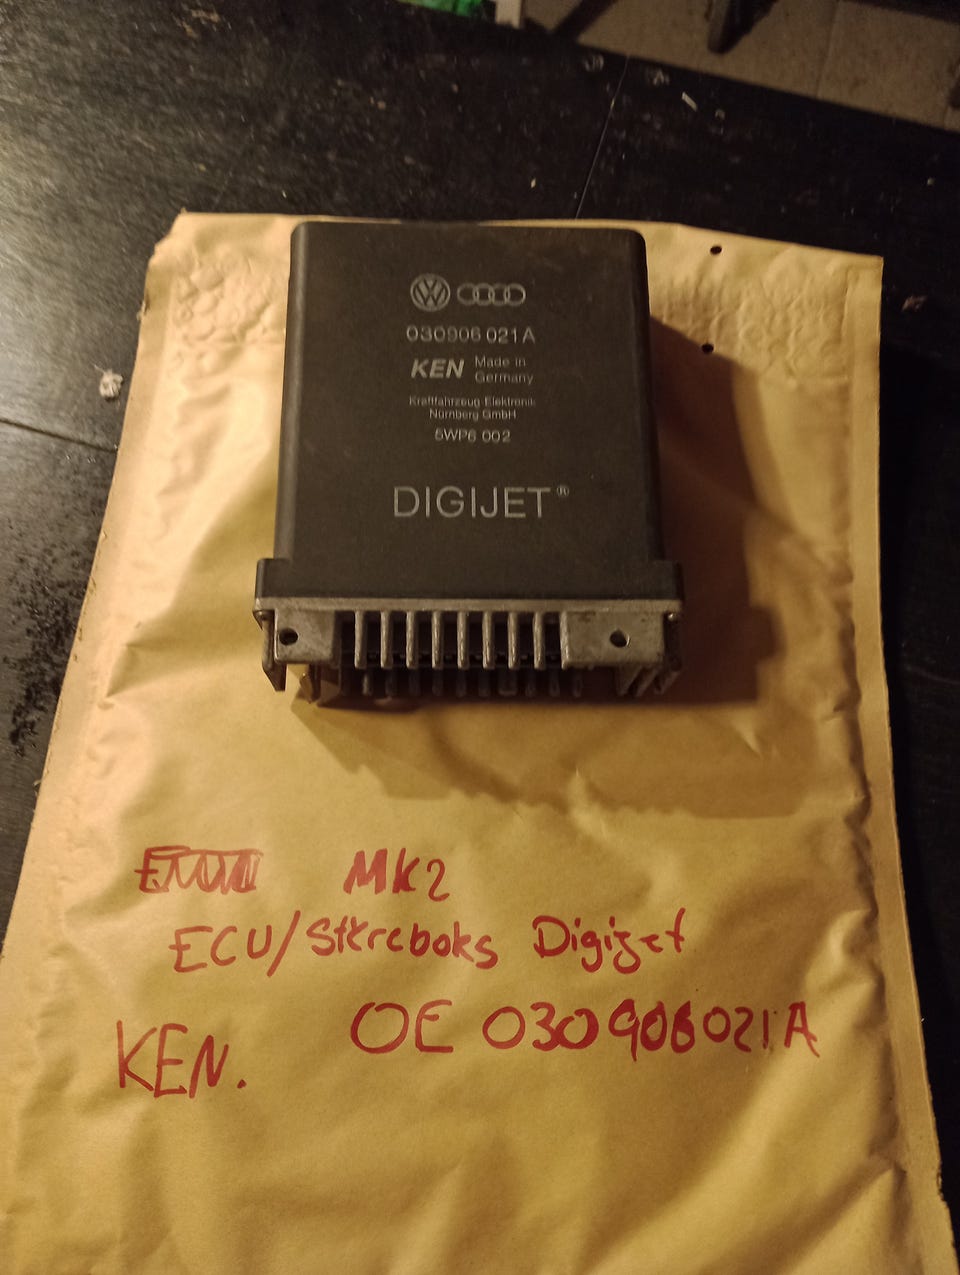 030906 021A
KEN Made in Germany
Kraftfahrzeug Elektronik
Nürnberg GmbH
5WP6 002
DIGIJET®
MK2
ECU/Stÿreboks Digijet
OE 030906021A
KEN.